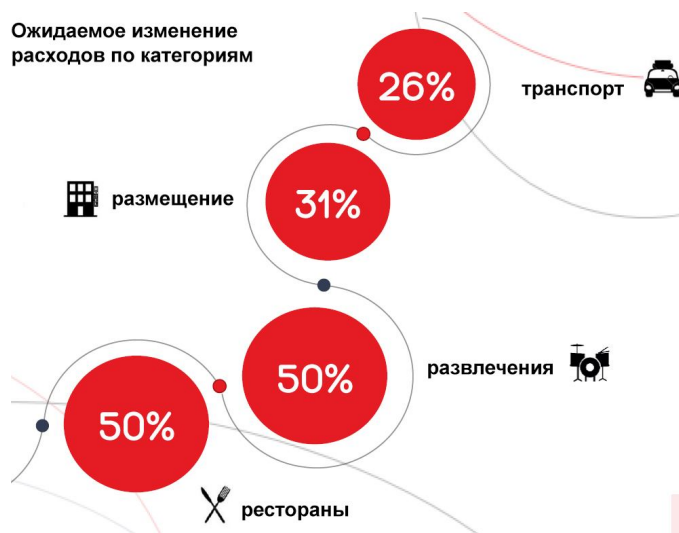 Ожидаемое изменение
расходов по категориям
26%
транспорт
31%
размещение
50%
развлечения
50%
рестораны